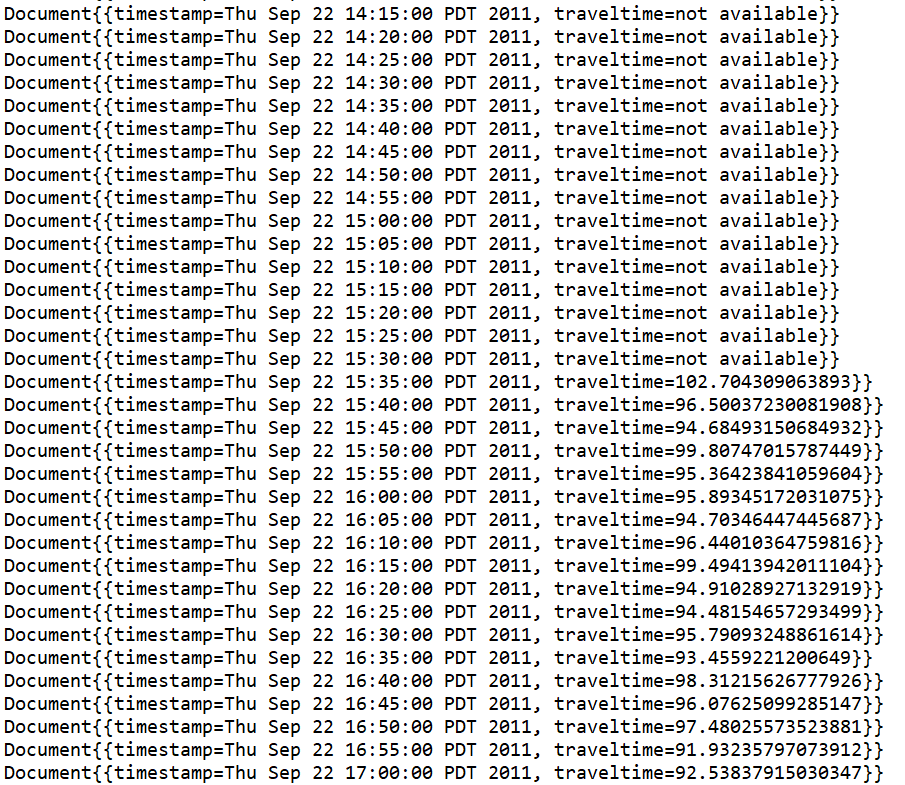 Document{{timestamp=Thu Sep 22 14:15:00 PDT 2011, traveltime=not available}}
Document{{timestamp=Thu Sep 22 14:20:00 PDT 2011, traveltime=not available}}
Document{{timestamp=Thu Sep 22 14:25:00 PDT 2011, traveltime=not available}}
Document{{timestamp=Thu Sep 22 14:30:00 PDT 2011, traveltime=not available}}
Document{{timestamp=Thu Sep 22 14:35:00 PDT 2011, traveltime=not available}}
Document{{timestamp=Thu Sep 22 14:40:00 PDT 2011, traveltime=not available}}
Document{{timestamp=Thu Sep 22 14:45:00 PDT 2011, traveltime=not available}}
Document{{timestamp=Thu Sep 22 14:50:00 PDT 2011, traveltime=not available}}
Document{{timestamp=Thu Sep 22 14:55:00 PDT 2011, traveltime=not available}}
Document{{timestamp=Thu Sep 22 15:00:00 PDT 2011, traveltime=not available}}
Document{{timestamp=Thu Sep 22 15:05:00 PDT 2011, traveltime=not available}}
Document{{timestamp=Thu Sep 22 15:10:00 PDT 2011, traveltime=not available}}
Document{{timestamp=Thu Sep 22 15:15:00 PDT 2011, traveltime=not available}}
Document{{timestamp=Thu Sep 22 15:20:00 PDT 2011, traveltime=not available}}
Document{{timestamp=Thu Sep 22 15:25:00 PDT 2011, traveltime=not available}}
Document{{timestamp=Thu Sep 22 15:30:00 PDT 2011, traveltime=not available}}
Document{{timestamp=Thu Sep 22 15:35:00 PDT 2011, traveltime=102.704309063893}}
Document{{timestamp=Thu Sep 22 15:40:00 PDT 2011, traveltime=96.50037230081908}}
Document{{timestamp=Thu Sep 22 15:45:00 PDT 2011, traveltime=94.68493150684932}}
Document{{timestamp=Thu Sep 22 15:50:00 PDT 2011, traveltime=99.80747015787449}}
Document{{timestamp=Thu Sep 22 15:55:00 PDT 2011, traveltime=95.36423841059604}}
Document{{timestamp=Thu Sep 22 16:00:00 PDT 2011, traveltime=95.89345172031075}}
Document{{timestamp=Thu Sep 22 16:05:00 PDT 2011, traveltime=94.70346447445687}}
Document{{timestamp=Thu Sep 22 16:10:00 PDT 2011, traveltime=96.44010364759816}}
Document{{timestamp=Thu Sep 22 16:15:00 PDT 2011, traveltime=99.49413942011104}}
Document{{timestamp=Thu Sep 22 16:20:00 PDT 2011, traveltime=94.91028927132919}}
Document{{timestamp=Thu Sep 22 16:25:00 PDT 2011, traveltime=94.48154657293499}}
Document{{timestamp=Thu Sep 22 16:30:00 PDT 2011, traveltime=95.79093248861614}}
Document{{timestamp=Thu Sep 22 16:35:00 PDT 2011, traveltime=93.4559221200649}}
Document{{timestamp=Thu Sep 22 16:40:00 PDT 2011, traveltime=98.31215626777926}}
Document{{timestamp=Thu Sep 22 16:45:00 PDT 2011, traveltime=96.07625099285147}}
Document{{timestamp=Thu Sep 22 16:50:00 PDT 2011, traveltime=97.48025573523881}}
Document{{timestamp=Thu Sep 22 16:55:00 PDT 2011, traveltime=91.93235797073912}}
Document{{timestamp=Thu Sep 22 17:00:00 PDT 2011, traveltime=92.53837915030347}}